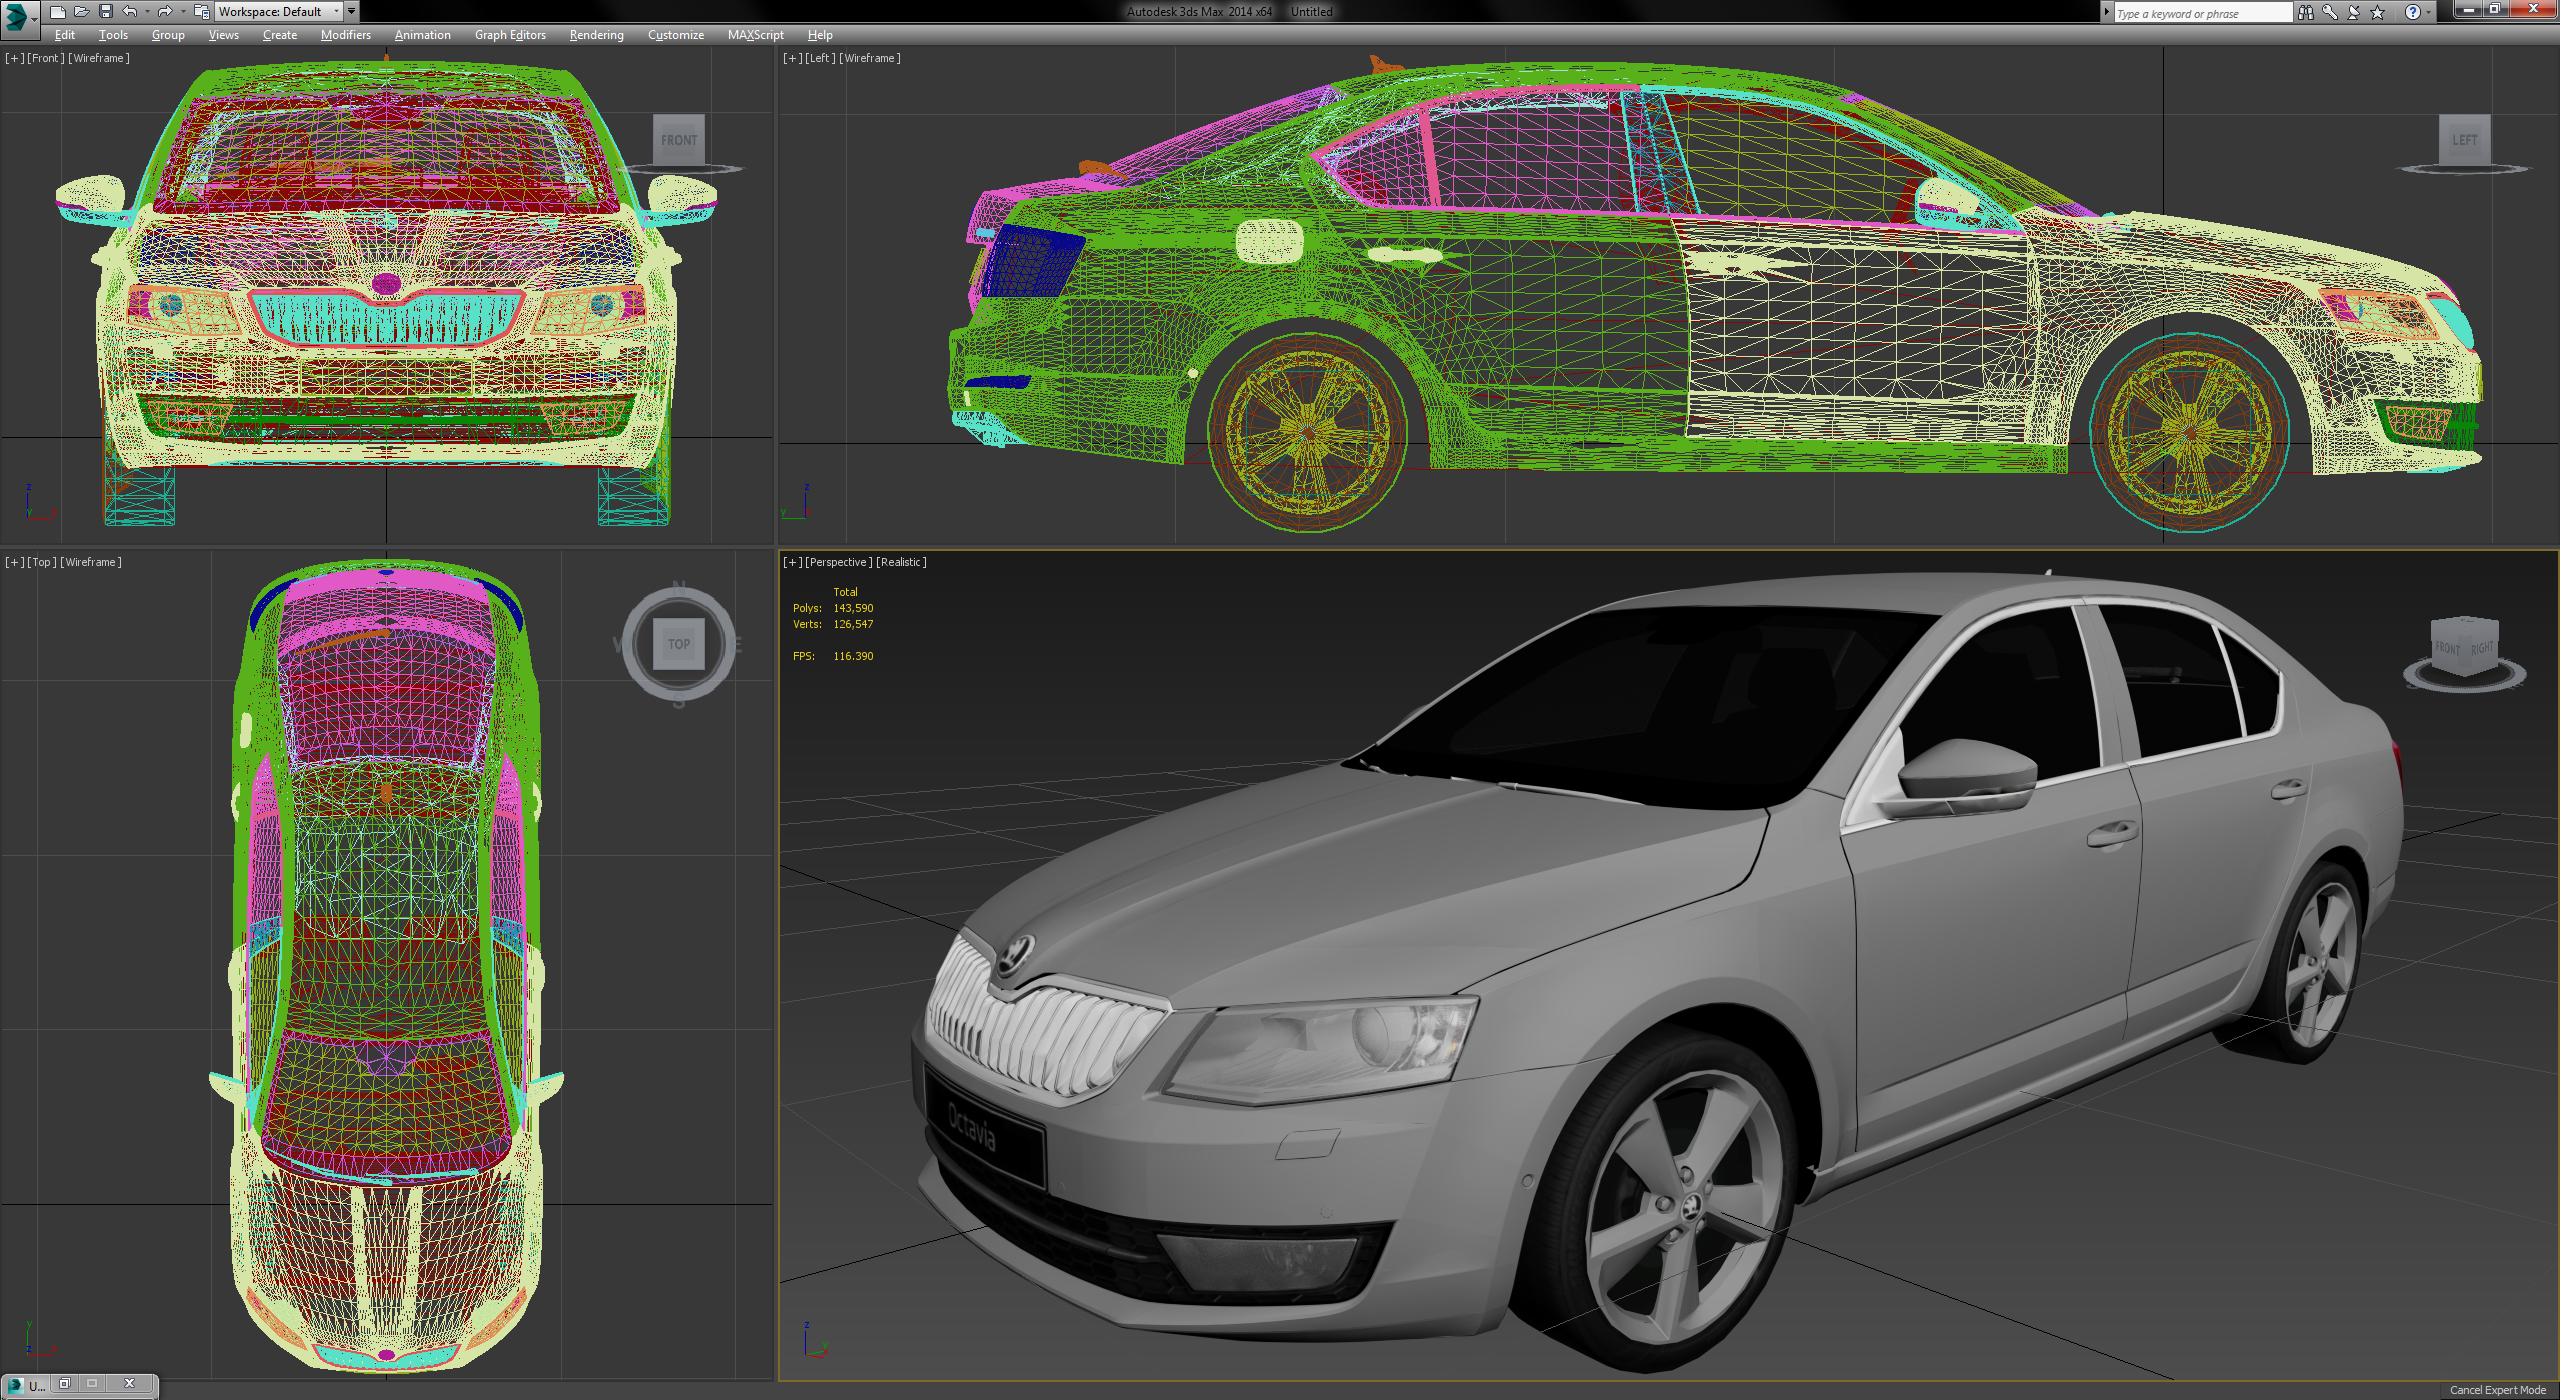 Workspace: Default
Autodesk 3ds Max 2014 x64 Untitled
Type a keyword or phrase
Edit Tools Group Views Create Modifiers Animation Graph Editors Rendering Customize MAXScript Help
[+] [Front] [Wireframe]
FRONT
z
y
x
[+] [Left] [Wireframe]
LEFT
z
y
[+] [Top] [Wireframe]
N
W
TOP
E
S
y
z
x
[+] [Perspective] [Realistic]
Total
Polys: 143,590
Verts: 126,547
FPS: 116.390
FRONT RIGHT
Octavia
z
y
x
U...
Cancel Expert Mode